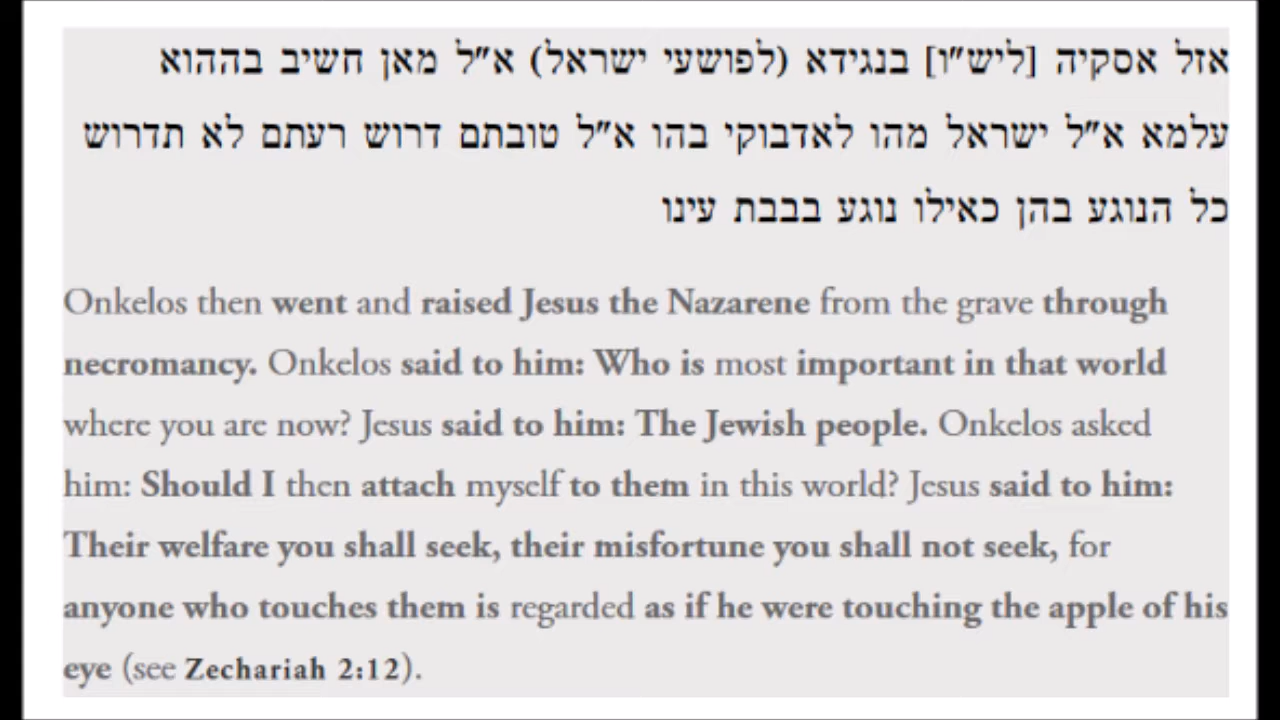 אזל אסקיה [ליש"ו] בנגידא (לפושעי ישראל) א"ל מאן חשיב בההוא
עלמא א"ל ישראל מהו לאדבוקי בהו א"ל טובתם דרוש רעתם לא תדרוש
כל הנוגע בהן כאילו נוגע בבבת עינו
Onkelos then went and raised Jesus the Nazarene from the grave through
necromancy. Onkelos said to him: Who is most important in that world
where you are now? Jesus said to him: The Jewish people. Onkelos asked
him: Should I then attach myself to them in this world? Jesus said to him:
Their welfare you shall seek, their misfortune you shall not seek, for
anyone who touches them is regarded as if he were touching the apple of his
eye (see Zechariah 2:12).